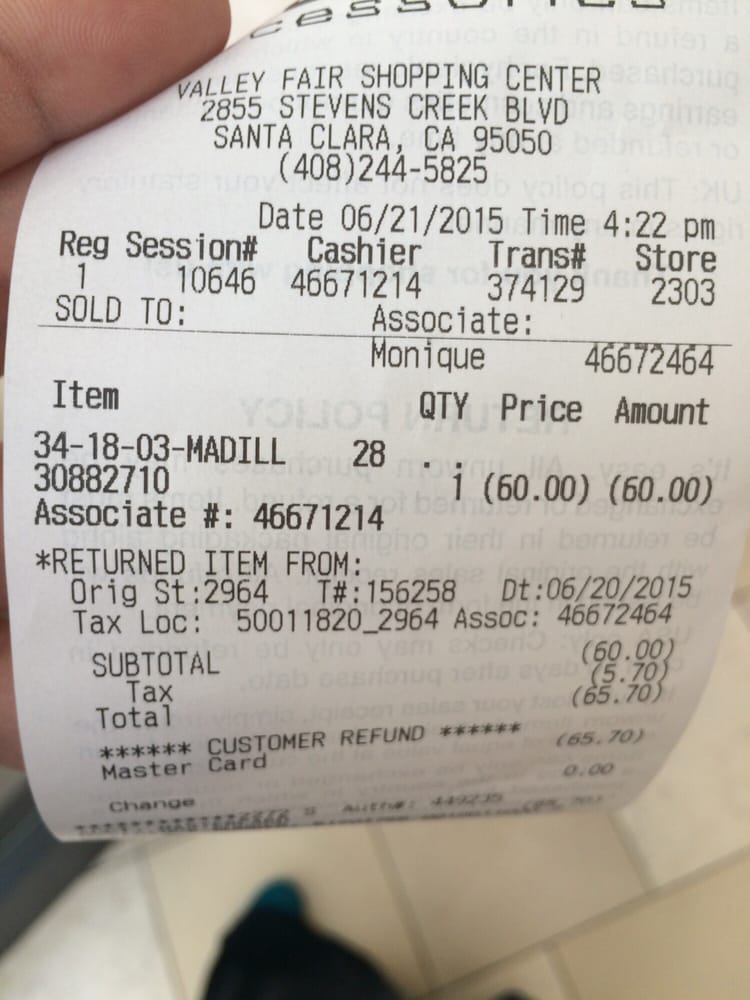 VALLEY FAIR SHOPPING CENTER
2855 STEVENS CREEK BLVD
SANTA CLARA, CA 95050
(408)244-5825
Date 06/21/2015 Time 4:22 pm
Reg Session# Cashier Trans# Store
1 10646 46671214 374129 2303
SOLD TO: Associate:
Monique 46672464
Item QTY Price Amount
34-18-03-MADILL 28 .
30882710 1 (60.00) (60.00)
Associate #: 46671214
*RETURNED ITEM FROM:
Orig St:2964 T#:156258 Dt:06/20/2015
Tax Loc: 50011820_2964 Assoc: 46672464
SUBTOTAL (60.00)
Tax (5.70)
Total (65.70)
****** CUSTOMER REFUND ******
Master Card (65.70)
Change 0.00
S Auth#: 449235
RETURN POLICY